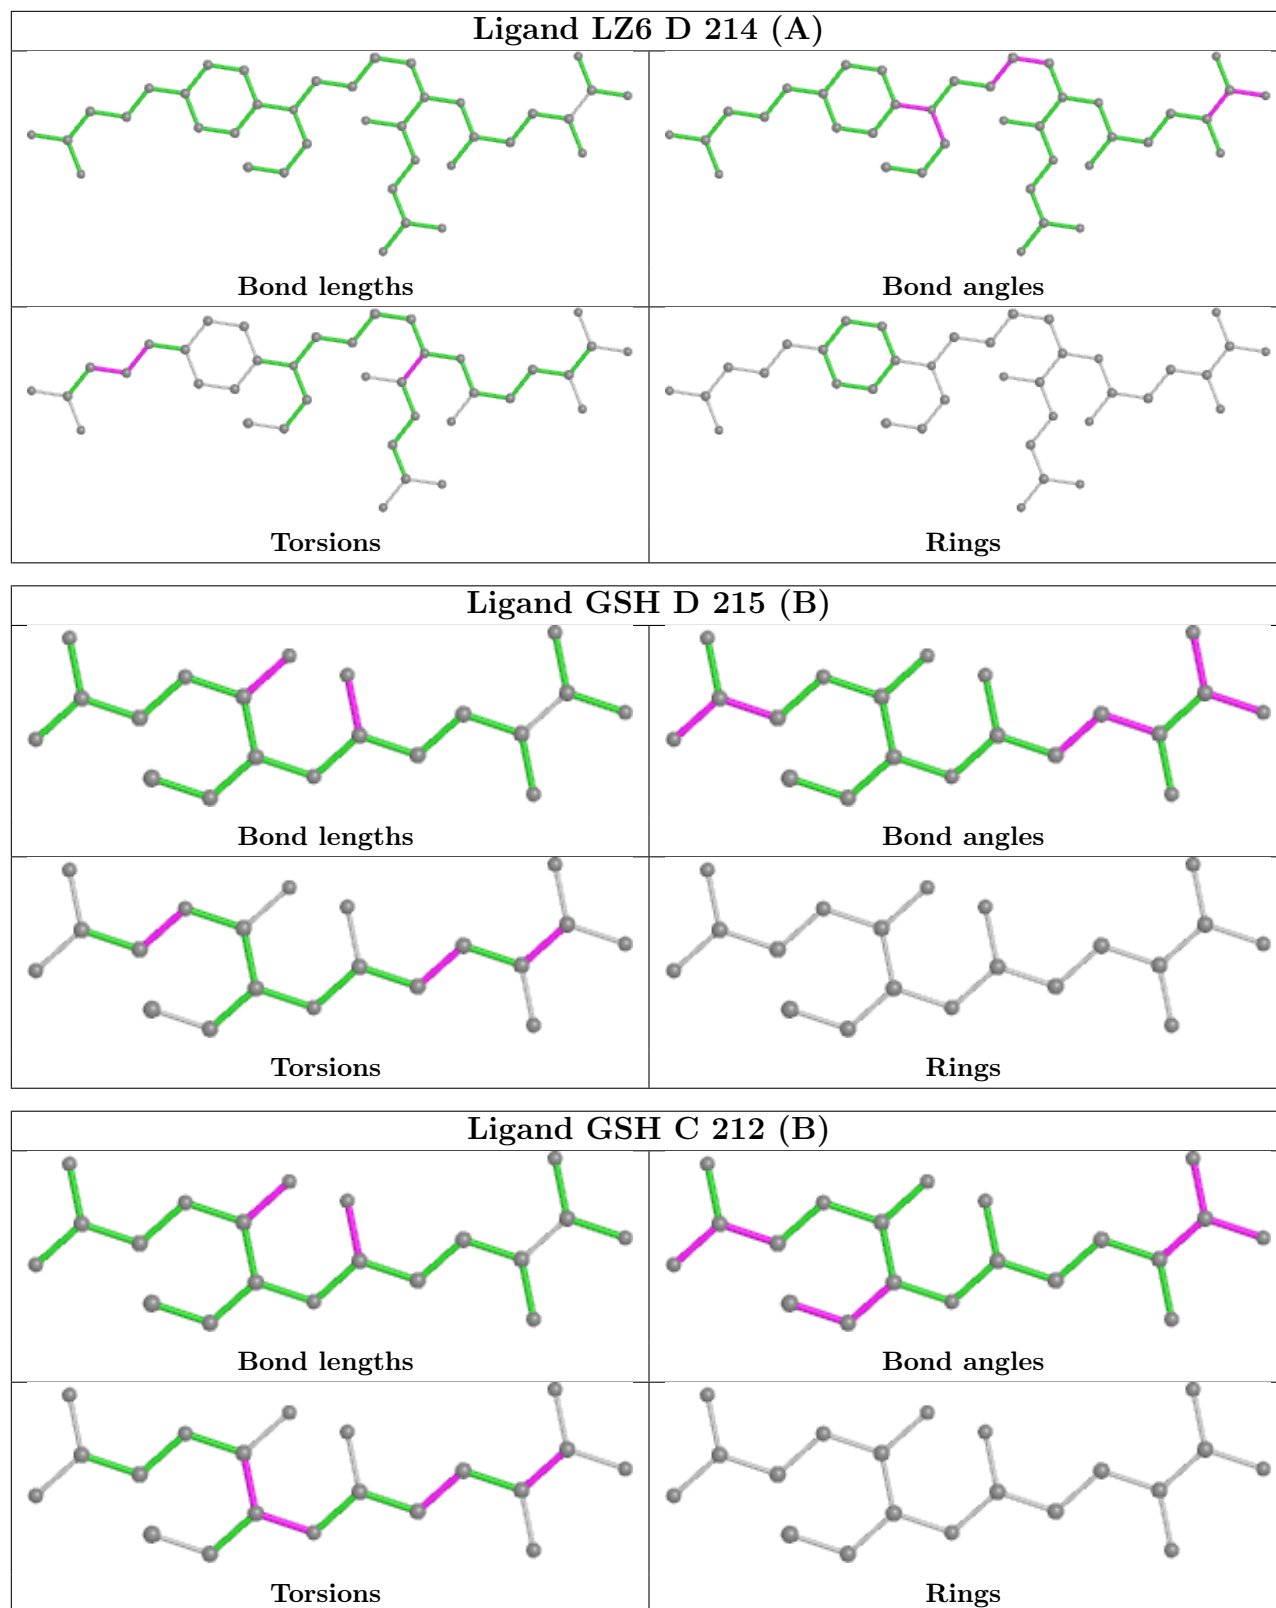 Ligand LZ6 D 214 (A)
Bond lengths
Bond angles
Torsions
Rings
Ligand GSH D 215 (B)
Bond lengths
Bond angles
Torsions
Rings
Ligand GSH C 212 (B)
Bond lengths
Bond angles
Torsions
Rings